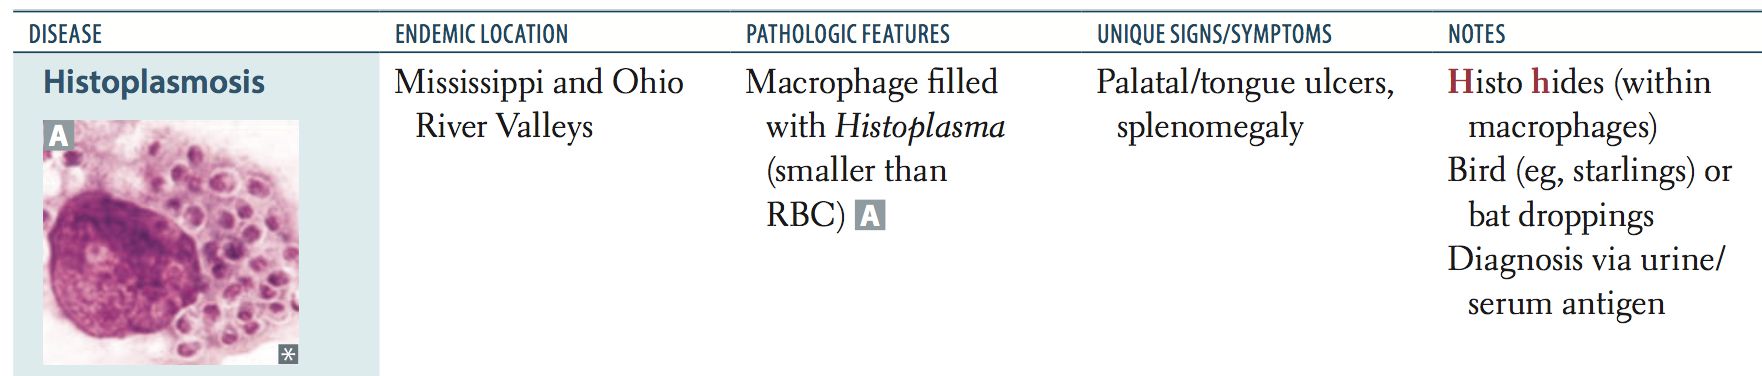 DISEASE ENDEMIC LOCATION PATHOLOGIC FEATURES UNIQUE SIGNS/SYMPTOMS NOTES
Histoplasmosis
A
*
Mississippi and Ohio
River Valleys
Macrophage filled
with Histoplasma
(smaller than
RBC) A
Palatal/tongue ulcers,
splenomegaly
Histo hides (within
macrophages)
Bird (eg, starlings) or
bat droppings
Diagnosis via urine/
serum antigen